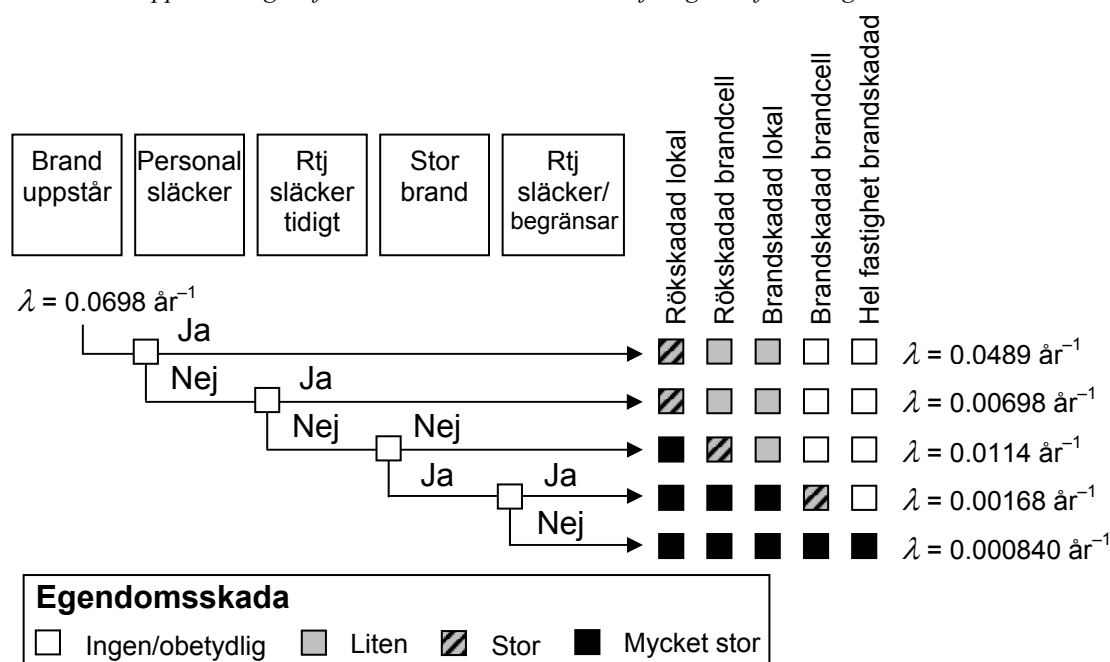 Brand uppstår
Personal släcker
Rtj släcker tidigt
Stor brand
Rtj släcker/ begränsar
Rökskadad lokal
Rökskadad brandcell
Brandskadad lokal
Brandskadad brandcell
Hel fastighet brandskadad
λ = 0.0698 år⁻¹
Ja
λ = 0.0489 år⁻¹
Nej
Ja
λ = 0.00698 år⁻¹
Nej
Nej
λ = 0.0114 år⁻¹
Ja
Ja
λ = 0.00168 år⁻¹
Nej
λ = 0.000840 år⁻¹
Egendomsskada
Ingen/obetydlig
Liten
Stor
Mycket stor